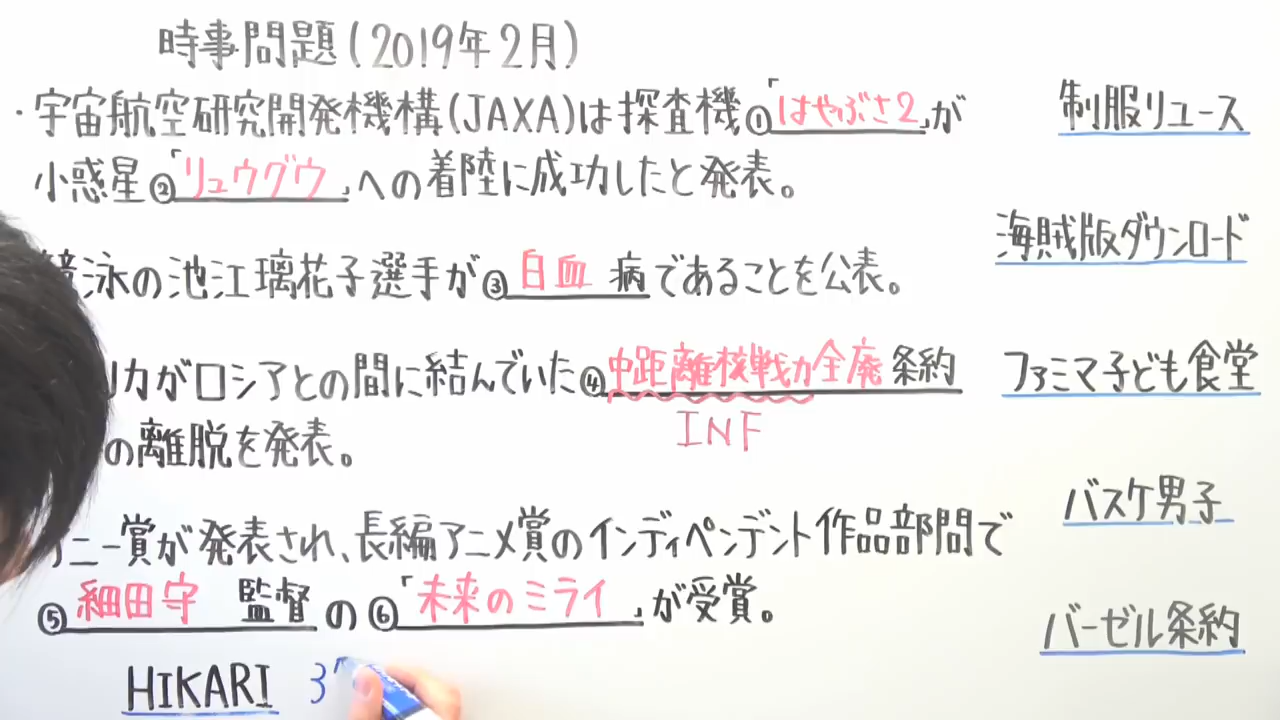 時事問題(2019年2月)
・宇宙航空研究開発機構(JAXA)は探査機①「はやぶさ2」が
小惑星②「リュウグウ」への着陸に成功したと発表。
競泳の池江璃花子選手が③白血病であることを公表。
リカがロシアとの間に結んでいた④中距離核戦力全廃条約
INF
の離脱を発表。
アニー賞が発表され、長編アニメ賞のインディペンデント作品部門で
⑤細田守 監督の⑥「未来のミライ」が受賞。
HIKARI 3
制服リユース
海賊版ダウンロード
ファミマ子ども食堂
バスケ男子
バーゼル条約